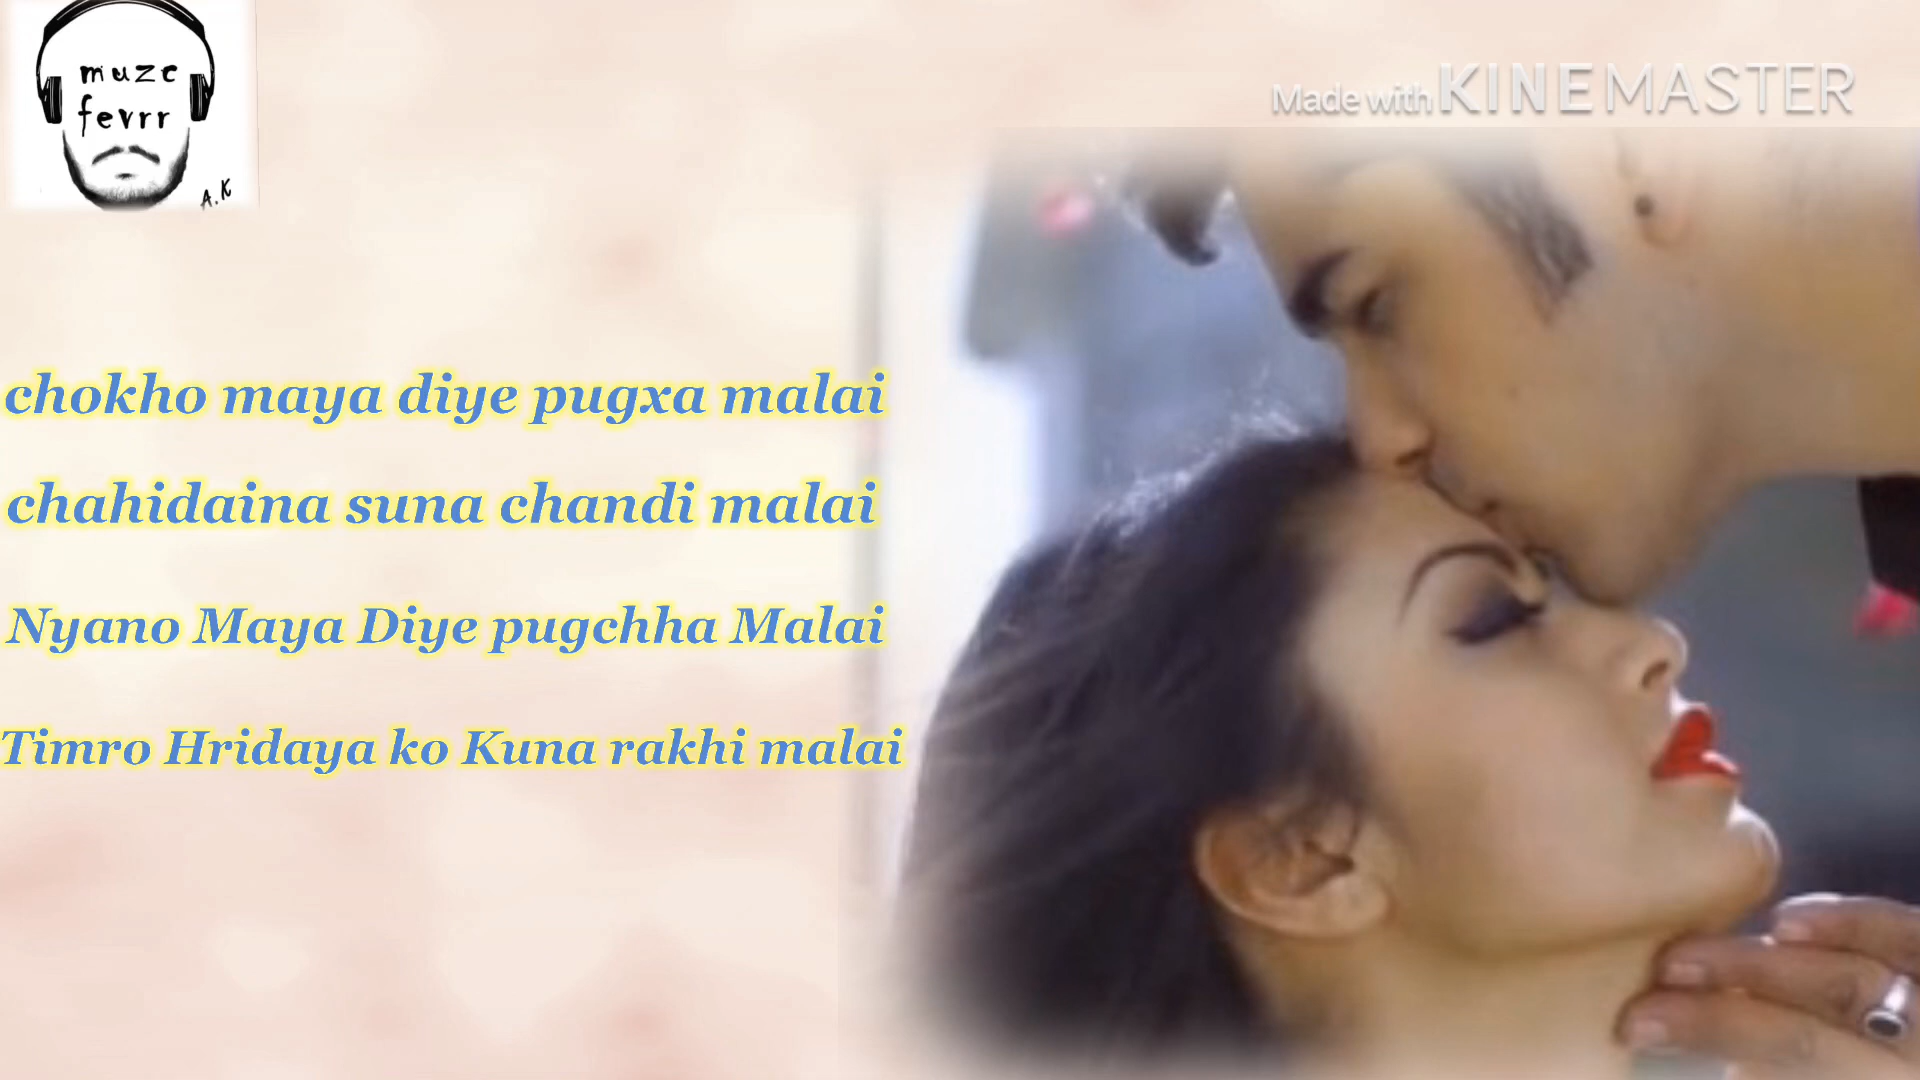 muzc
fevrr
A.K
Made with KINEMASTER
chokho maya diye pugxa malai
chahidaina suna chandi malai
Nyano Maya Diye pugchha Malai
Timro Hridaya ko Kuna rakhi malai